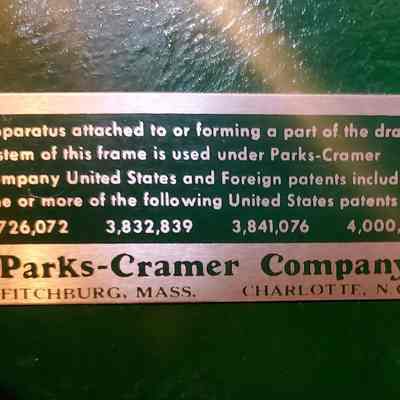 pparatus attached to or forming a part of the dra
stem of this frame is used under Parks-Cramer
ompany United States and Foreign patents includ
ne or more of the following United States patents
726,072 3,832,839 3,841,076 4,000,
Parks-Cramer Company
FITCHBURG, MASS. CHARLOTTE, N.C